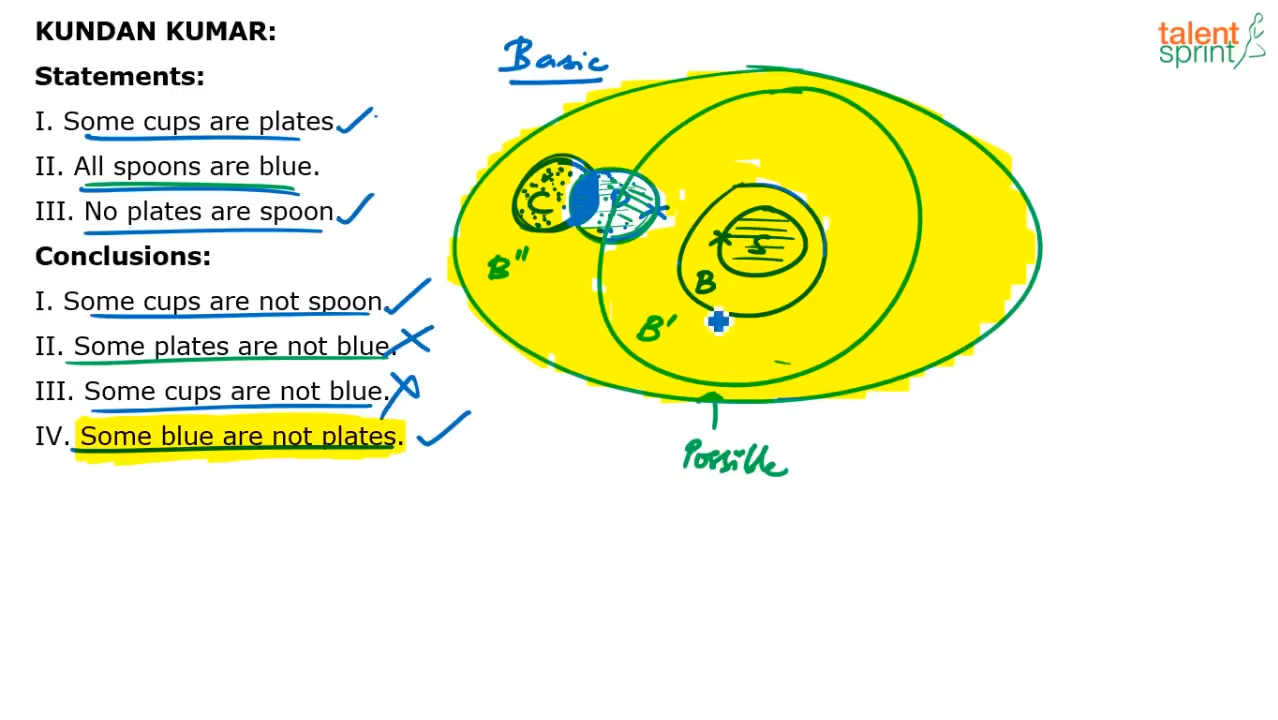 KUNDAN KUMAR:
Statements:
I. Some cups are plates.
II. All spoons are blue.
III. No plates are spoon.
Conclusions:
I. Some cups are not spoon.
II. Some plates are not blue.
III. Some cups are not blue.
IV. Some blue are not plates.
Basic
talent
sprint
C
P
S
B
B'
B"
Possible